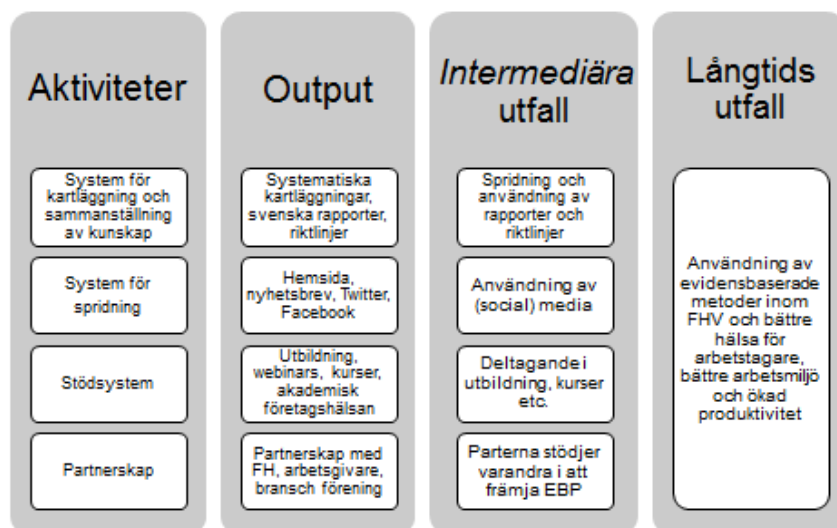 Aktiviteter
System för
kartläggning och
sammanställning
av kunskap
System för
spridning
Stödsystem
Partnerskap
Output
Systematiska
kartläggningar,
svenska rapporter,
riktlinjer
Hemsida,
nyhetsbrev, Twitter,
Facebook
Utbildning,
webinars, kurser,
akademisk
företagshälsan
Partnerskap med
FH, arbetsgivare,
bransch förening
Intermediära
utfall
Spridning och
användning av
rapporter och
riktlinjer
Användning av
(social) media
Deltagande i
utbildning, kurser
etc.
Parterna stödjer
varandra i att
främja EBP
Långtids
utfall
Användning av
evidensbaserade
metoder inom
FHV och bättre
hälsa för
arbetstagare,
bättre arbetsmiljö
och ökad
produktivitet